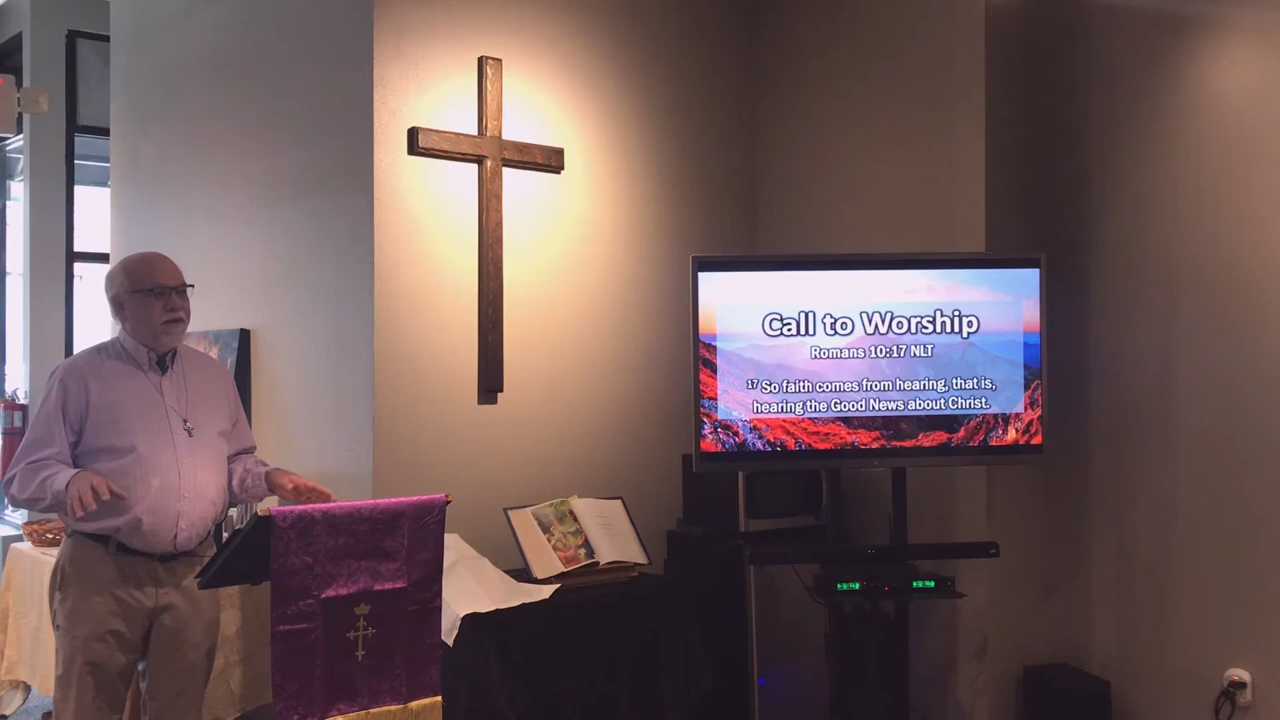 Call to Worship
Romans 10:17 NLT
17 So faith comes from hearing, that is,
hearing the Good News about Christ.